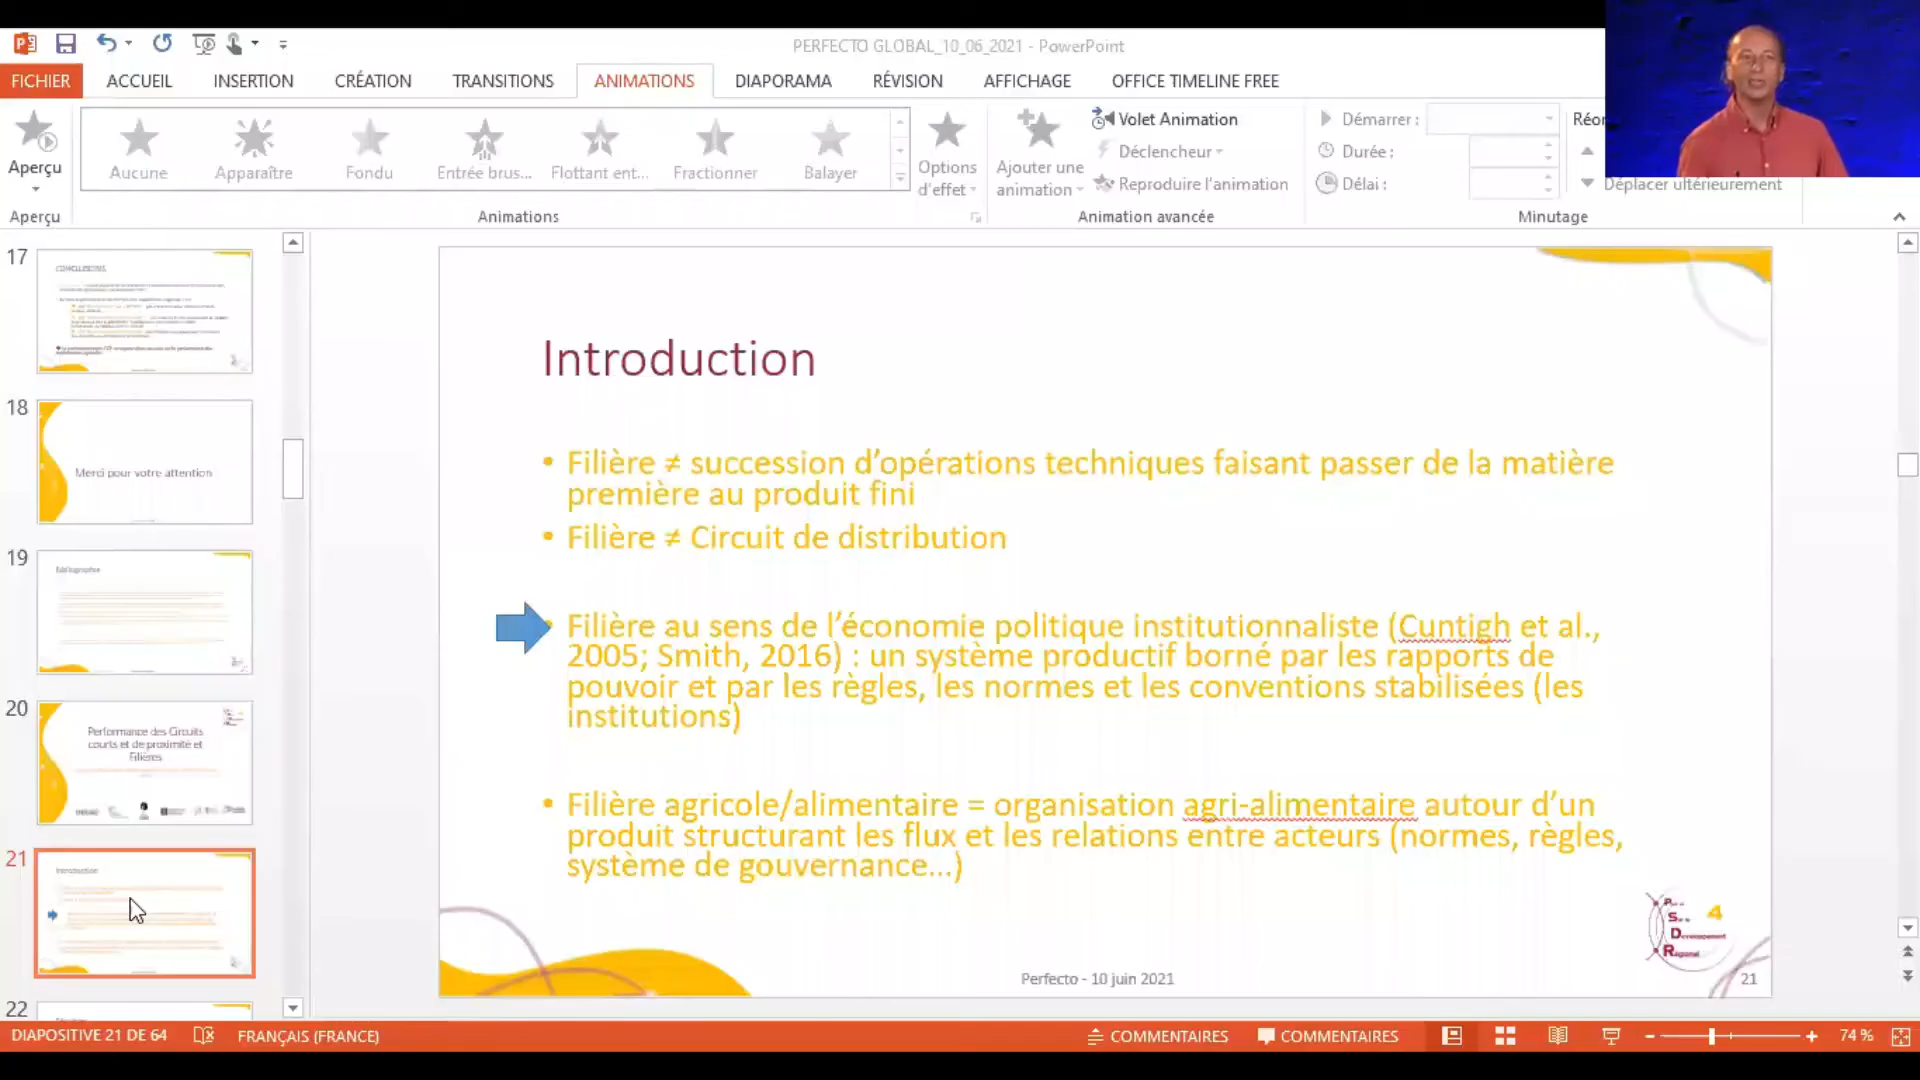 PERFECTO GLOBAL_10_06_2021 - PowerPoint
FICHIER ACCUEIL INSERTION CRÉATION TRANSITIONS ANIMATIONS DIAPORAMA RÉVISION AFFICHAGE OFFICE TIMELINE FREE
Aperçu
Aucune Apparaître Fondu Entrée brus... Flottant ent... Fractionner Balayer
Options d'effet
Ajouter une animation
Volet Animation
Déclencheur
Reproduire l'animation
Démarrer :
Durée :
Délai :
Déplacer ultérieurement
Aperçu Animations Animation avancée Minutage
17
18
Merci pour votre attention
19
Bibliographie
20
Performance des Circuits
courts et de proximité et
Filières
21
Introduction
22
Introduction
• Filière ≠ succession d'opérations techniques faisant passer de la matière
première au produit fini
• Filière ≠ Circuit de distribution
Filière au sens de l'économie politique institutionnaliste (Cuntigh et al.,
2005; Smith, 2016) : un système productif borné par les rapports de
pouvoir et par les règles, les normes et les conventions stabilisées (les
institutions)
• Filière agricole/alimentaire = organisation agri-alimentaire autour d'un
produit structurant les flux et les relations entre acteurs (normes, règles,
système de gouvernance...)
4
Développement
Régional
Perfecto - 10 juin 2021
21
DIAPOSITIVE 21 DE 64 FRANÇAIS (FRANCE) COMMENTAIRES COMMENTAIRES 74 %